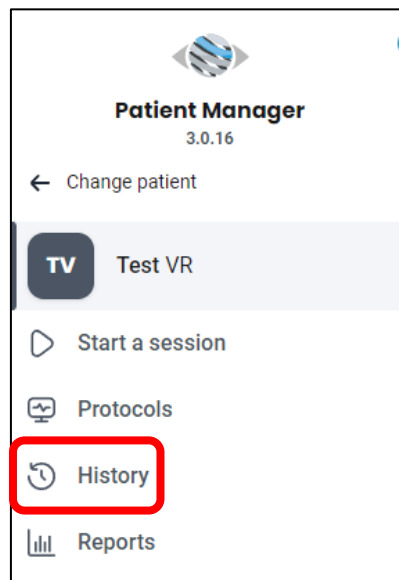 Patient Manager
3.0.16
← Change patient
TV Test VR
Start a session
Protocols
History
Reports